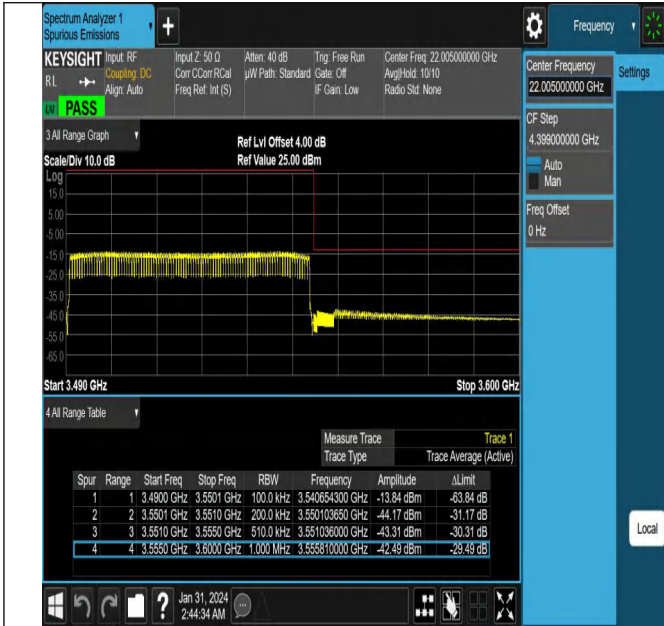 Spectrum Analyzer 1
Spurious Emissions
Frequency
KEYSIGHT Input: RF Input Z: 50 Ω Atten: 40 dB Trig: Free Run Center Freq: 22.005000000 GHz
RL Coupling: DC Corr CCorr RCal µW Path: Standard Gate: Off Avg|Hold: 10/10
Align: Auto Freq Ref: Int (S) IF Gain: Low Radio Std: None
PASS
Center Frequency
22.005000000 GHz
Settings
CF Step
4.399000000 GHz
Auto
Man
Freq Offset
0 Hz
3 All Range Graph
Ref Lvl Offset 4.00 dB
Scale/Div 10.0 dB Ref Value 25.00 dBm
Log
15.0
5.00
-5.00
-15.0
-25.0
-35.0
-45.0
-55.0
-65.0
Start 3.490 GHz Stop 3.600 GHz
4 All Range Table
Measure Trace Trace 1
Trace Type Trace Average (Active)
Spur Range Start Freq Stop Freq RBW Frequency Amplitude ΔLimit
1 1 3.4900 GHz 3.5501 GHz 100.0 kHz 3.540654300 GHz -13.84 dBm -63.84 dB
2 2 3.5501 GHz 3.5510 GHz 200.0 kHz 3.550103650 GHz -44.17 dBm -31.17 dB
3 3 3.5510 GHz 3.5550 GHz 510.0 kHz 3.551036000 GHz -43.31 dBm -30.31 dB
4 4 3.5550 GHz 3.6000 GHz 1.000 MHz 3.555810000 GHz -42.49 dBm -29.49 dB
Local
Jan 31, 2024
2:44:34 AM